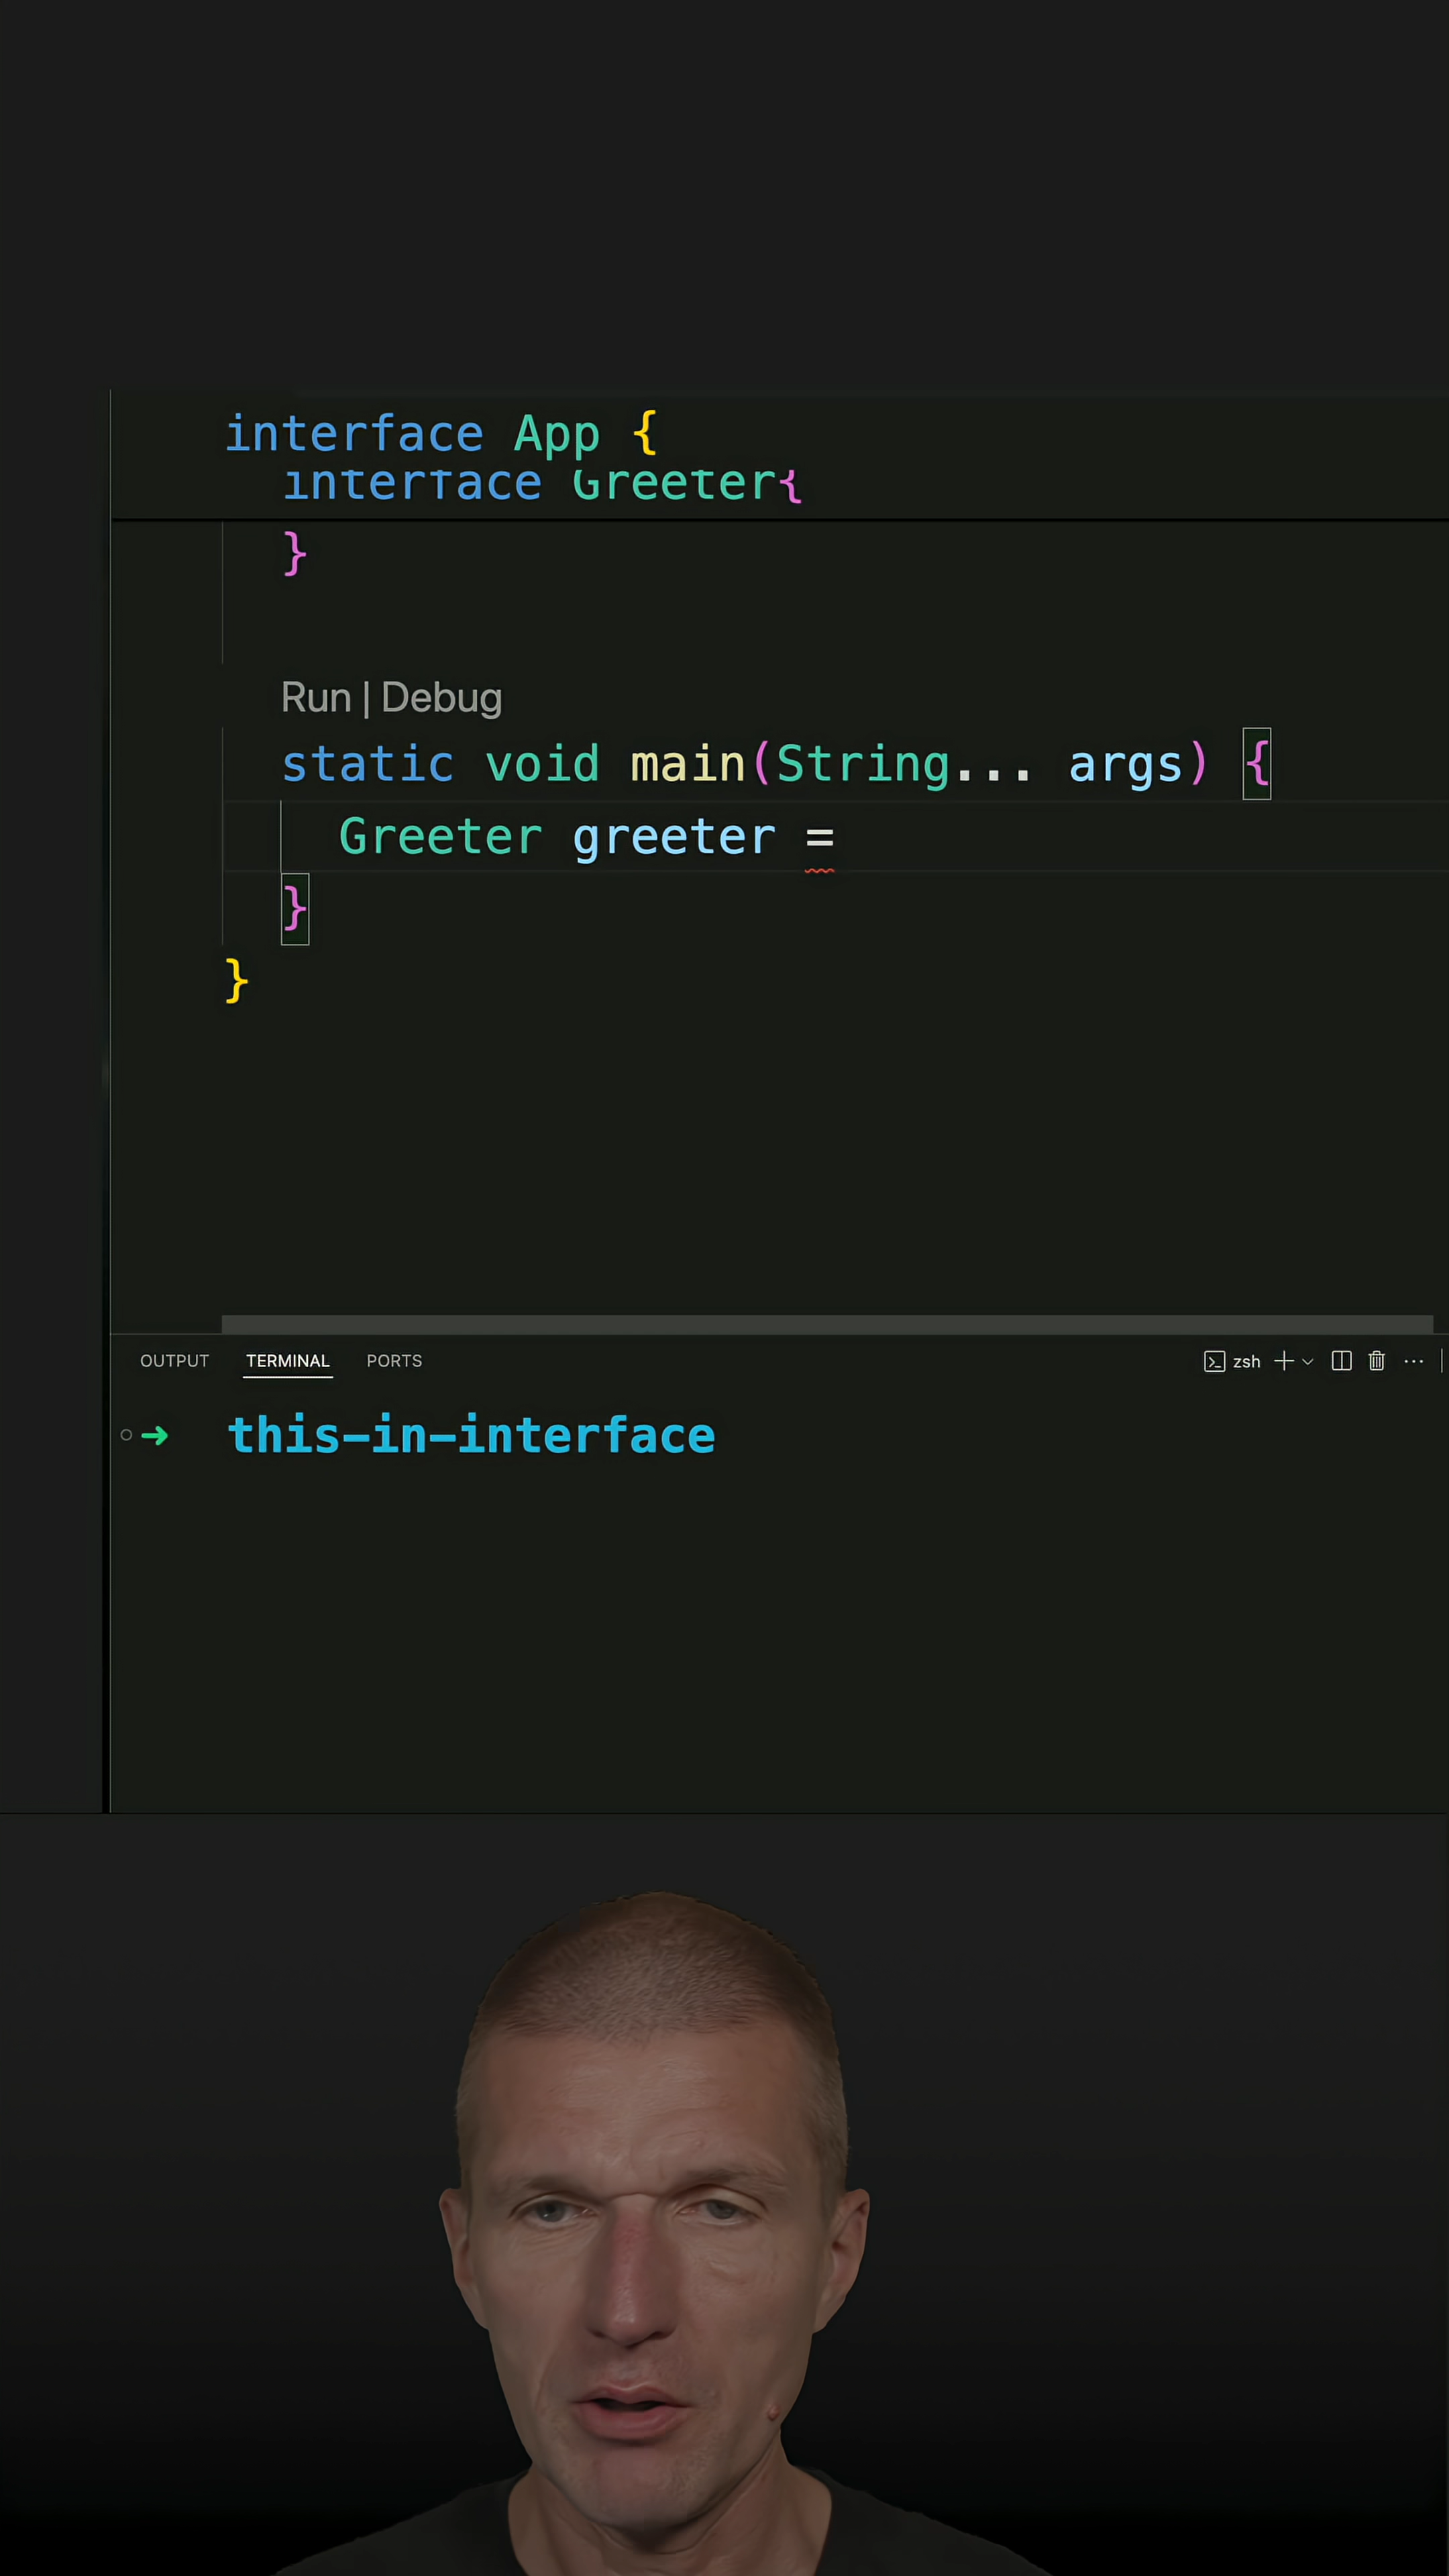 interface App {
interface Greeter{
}
Run | Debug
static void main(String... args) {
Greeter greeter =
}
}
OUTPUT TERMINAL PORTS zsh
this-in-interface